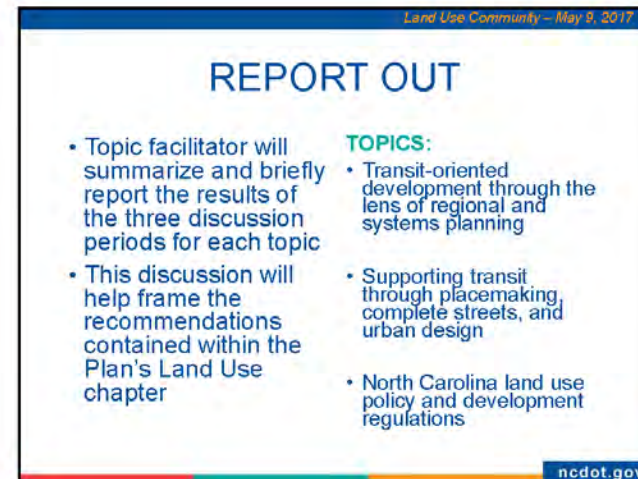 Land Use Community – May 9, 2017
REPORT OUT
• Topic facilitator will
summarize and briefly
report the results of
the three discussion
periods for each topic
• This discussion will
help frame the
recommendations
contained within the
Plan's Land Use
chapter
TOPICS:
• Transit-oriented
development through the
lens of regional and
systems planning
• Supporting transit
through placemaking,
complete streets, and
urban design
• North Carolina land use
policy and development
regulations
ncdot.gov